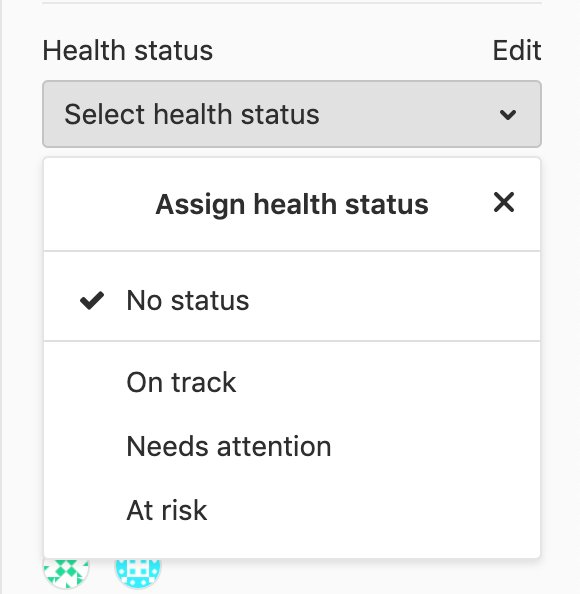 Health status Edit
Select health status
Assign health status
No status
On track
Needs attention
At risk